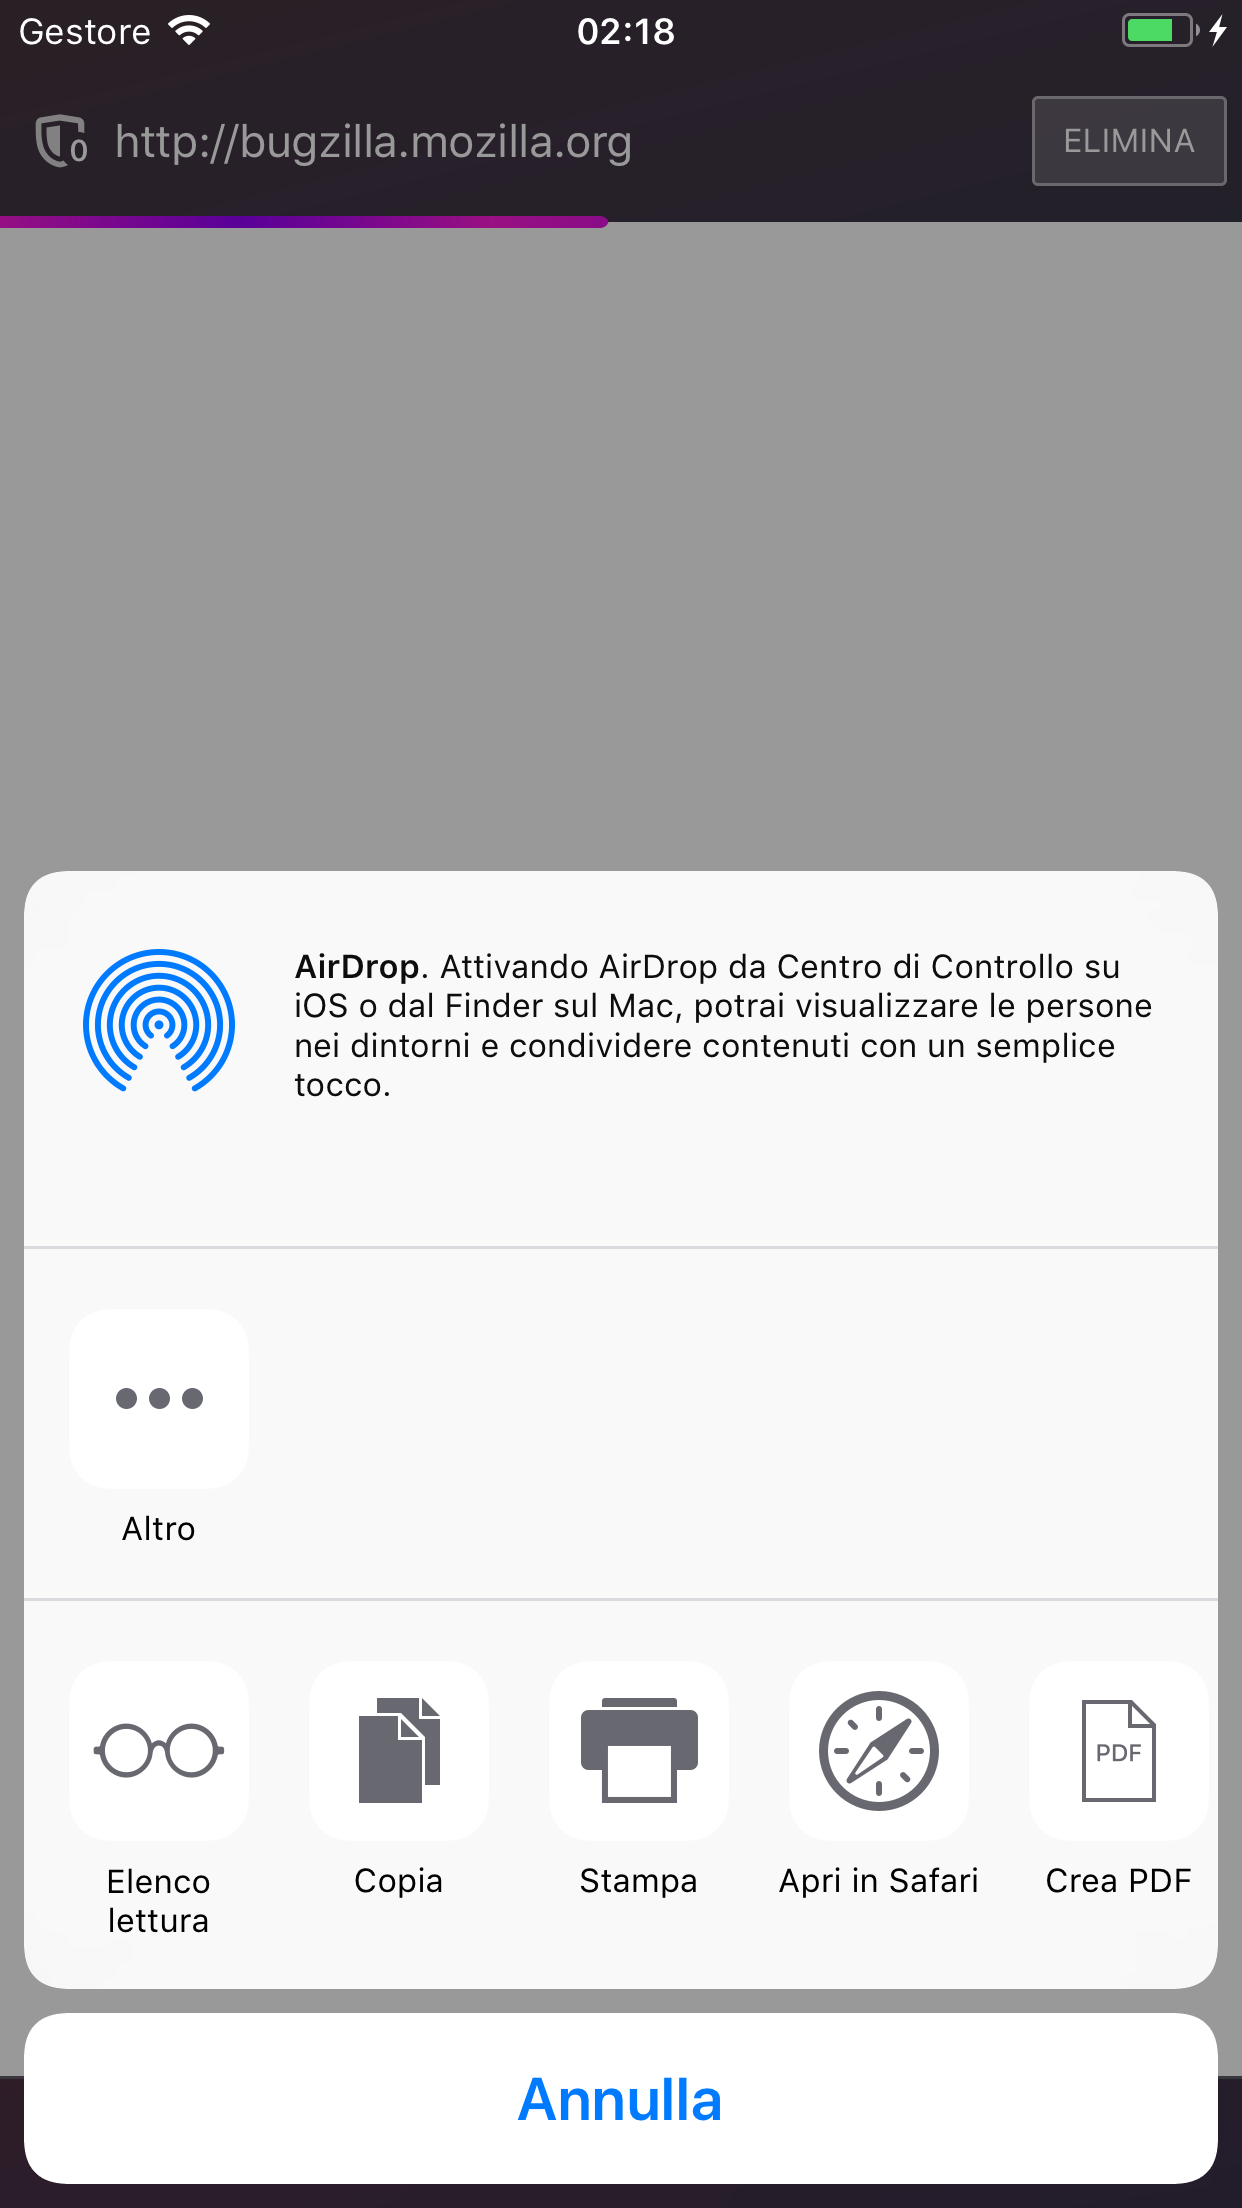 Gestore
02:18
0
http://bugzilla.mozilla.org
ELIMINA
AirDrop. Attivando AirDrop da Centro di Controllo su
iOS o dal Finder sul Mac, potrai visualizzare le persone
nei dintorni e condividere contenuti con un semplice
tocco.
Altro
PDF
Elenco
lettura
Copia
Stampa
Apri in Safari
Crea PDF
Annulla